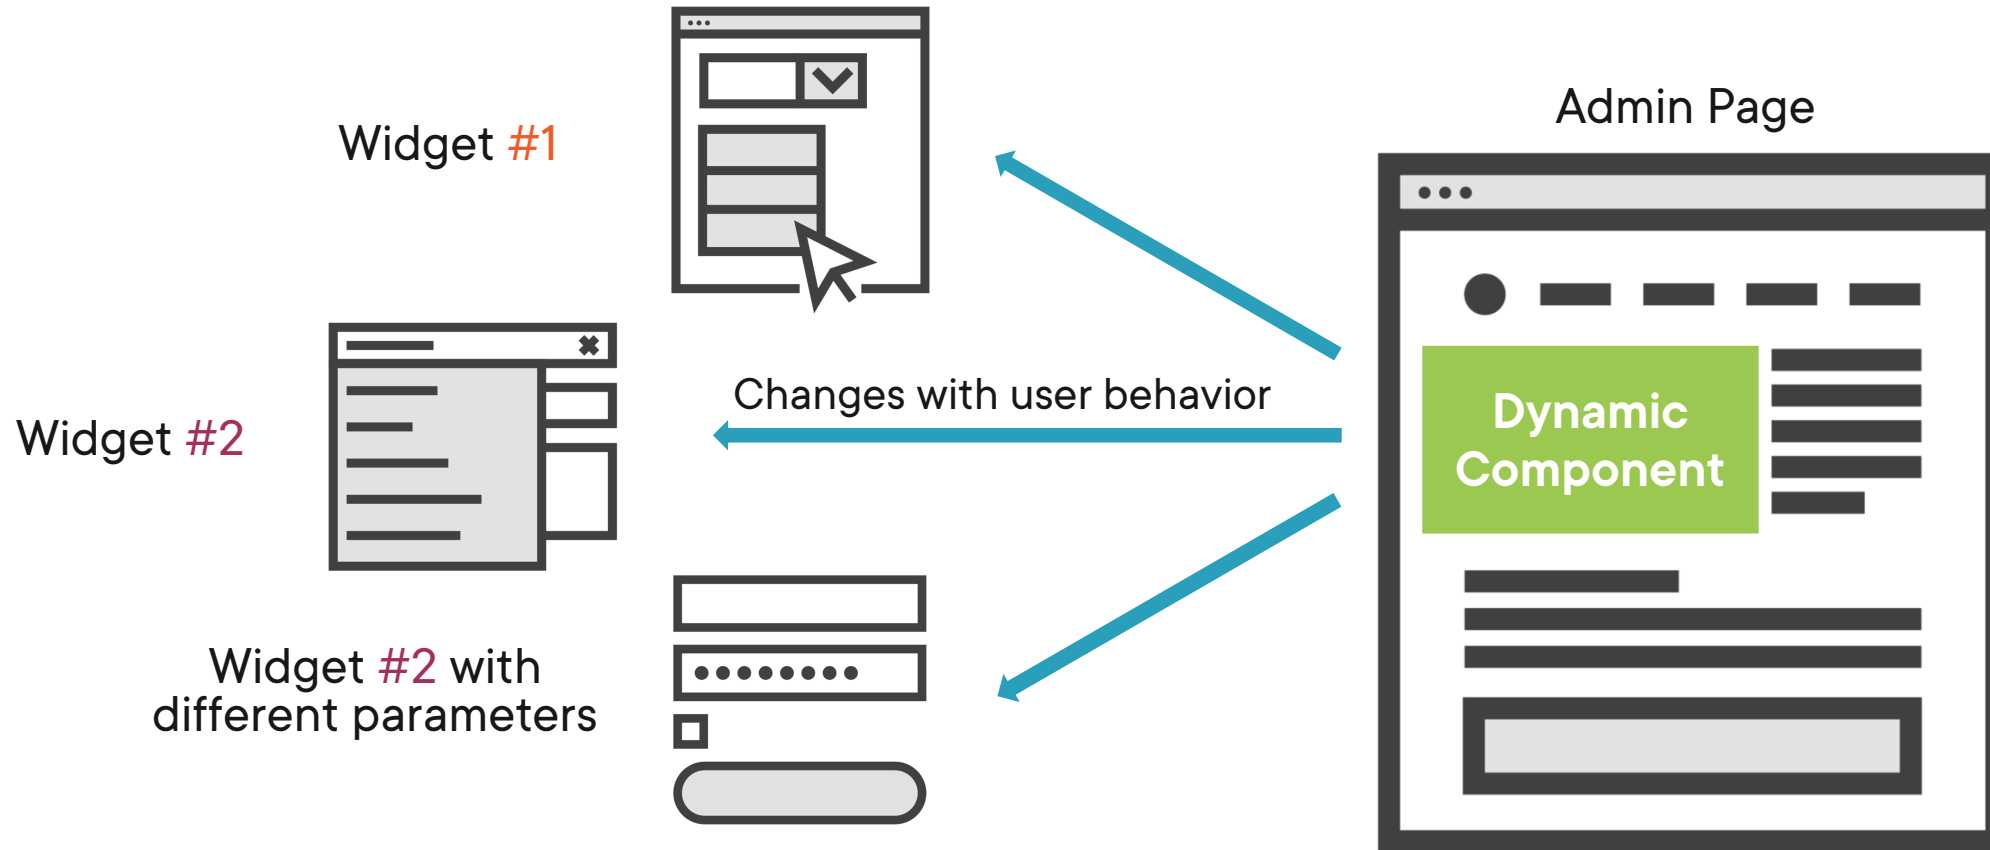 Admin Page
Widget #1
Changes with user behavior
Dynamic
Component
Widget #2
Widget #2 with
different parameters